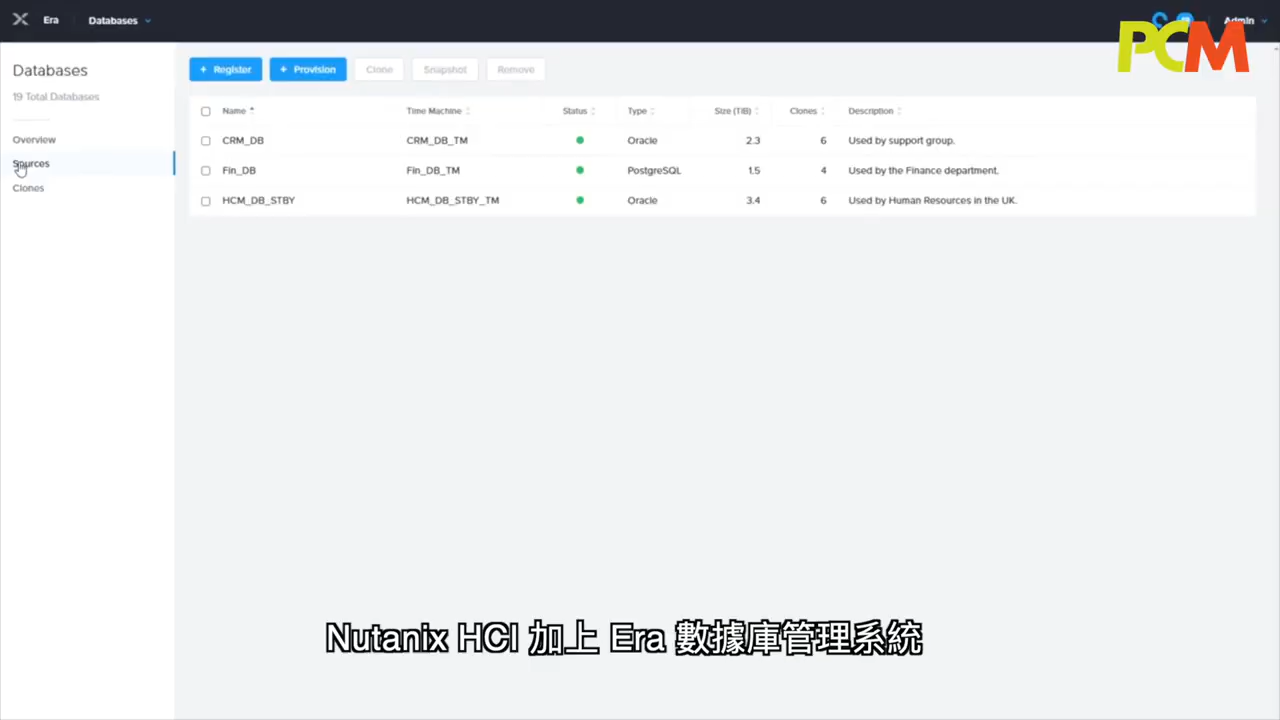 Era Databases Admin
PCM
Databases
19 Total Databases
Overview
Sources
Clones
+ Register + Provision Clone Snapshot Remove
Name Time Machine Status Type Size (TiB) Clones Description
CRM_DB CRM_DB_TM Oracle 2.3 6 Used by support group.
Fin_DB Fin_DB_TM PostgreSQL 1.5 4 Used by the Finance department.
HCM_DB_STBY HCM_DB_STBY_TM Oracle 3.4 6 Used by Human Resources in the UK.
Nutanix HCI 加上 Era 數據庫管理系統